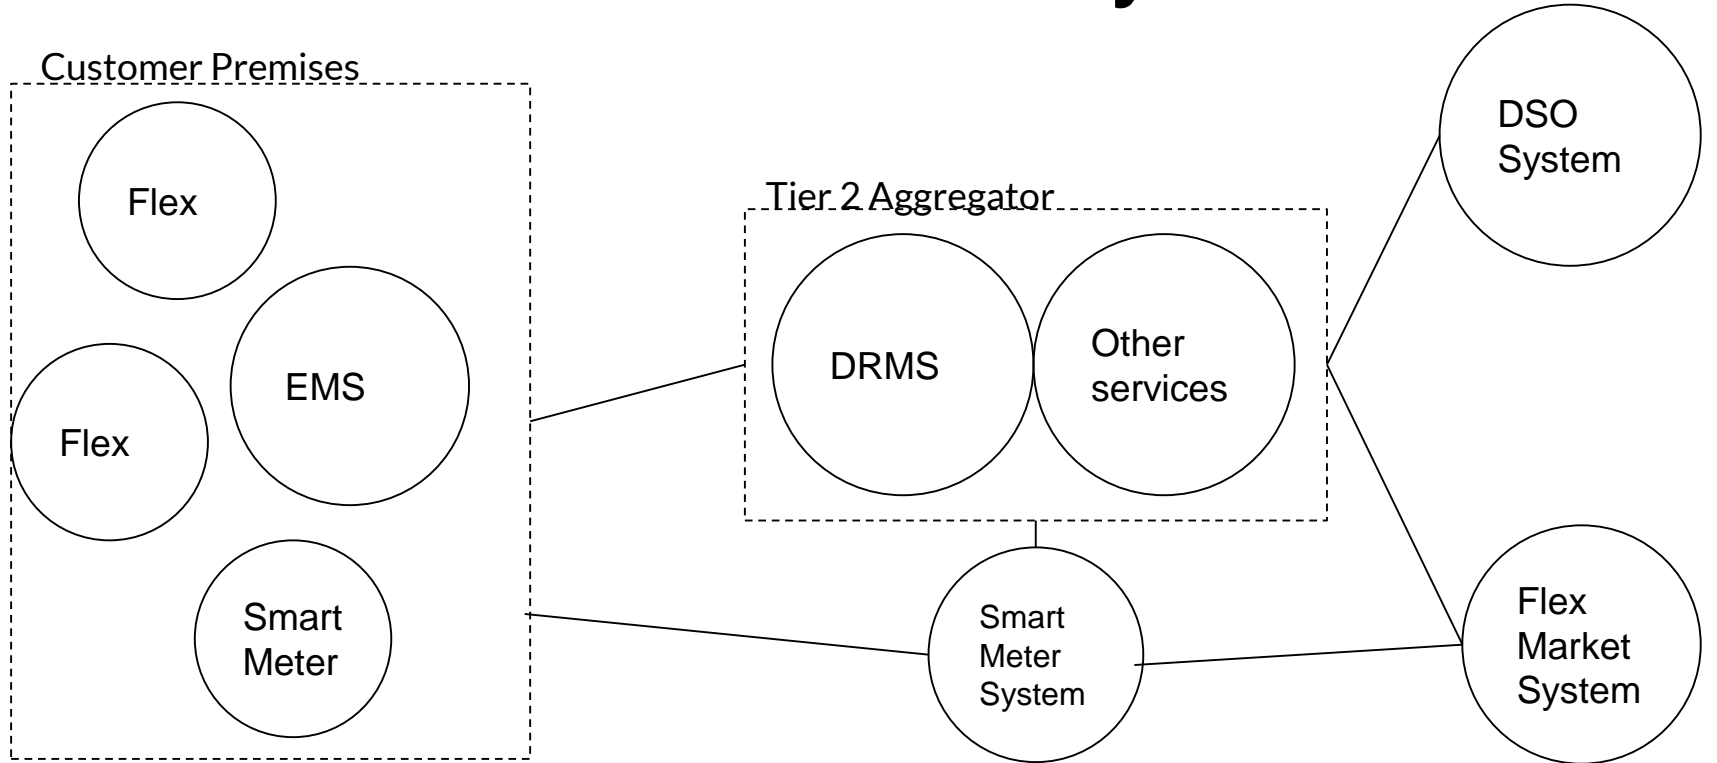 Customer Premises
Flex
EMS
Flex
Smart
Meter
Tier 2 Aggregator
DRMS
Other
services
Smart
Meter
System
DSO
System
Flex
Market
System